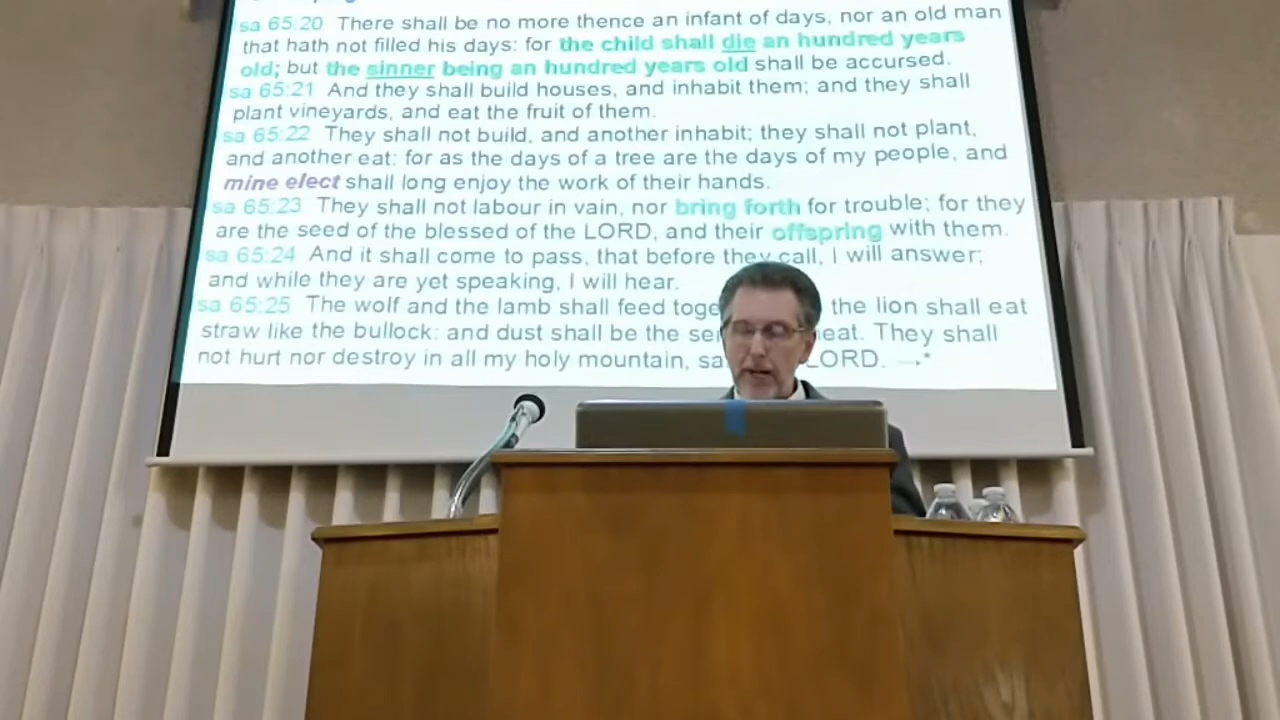 sa 65:20 There shall be no more thence an infant of days, nor an old man
that hath not filled his days: for the child shall die an hundred years
old; but the sinner being an hundred years old shall be accursed.
sa 65:21 And they shall build houses, and inhabit them; and they shall
plant vineyards, and eat the fruit of them.
sa 65:22 They shall not build, and another inhabit; they shall not plant,
and another eat: for as the days of a tree are the days of my people, and
mine elect shall long enjoy the work of their hands.
sa 65:23 They shall not labour in vain, nor bring forth for trouble; for they
are the seed of the blessed of the LORD, and their offspring with them.
sa 65:24 And it shall come to pass, that before they call, I will answer;
and while they are yet speaking, I will hear.
sa 65:25 The wolf and the lamb shall feed toge the lion shall eat
straw like the bullock: and dust shall be the se eat. They shall
not hurt nor destroy in all my holy mountain, sa LORD. →*